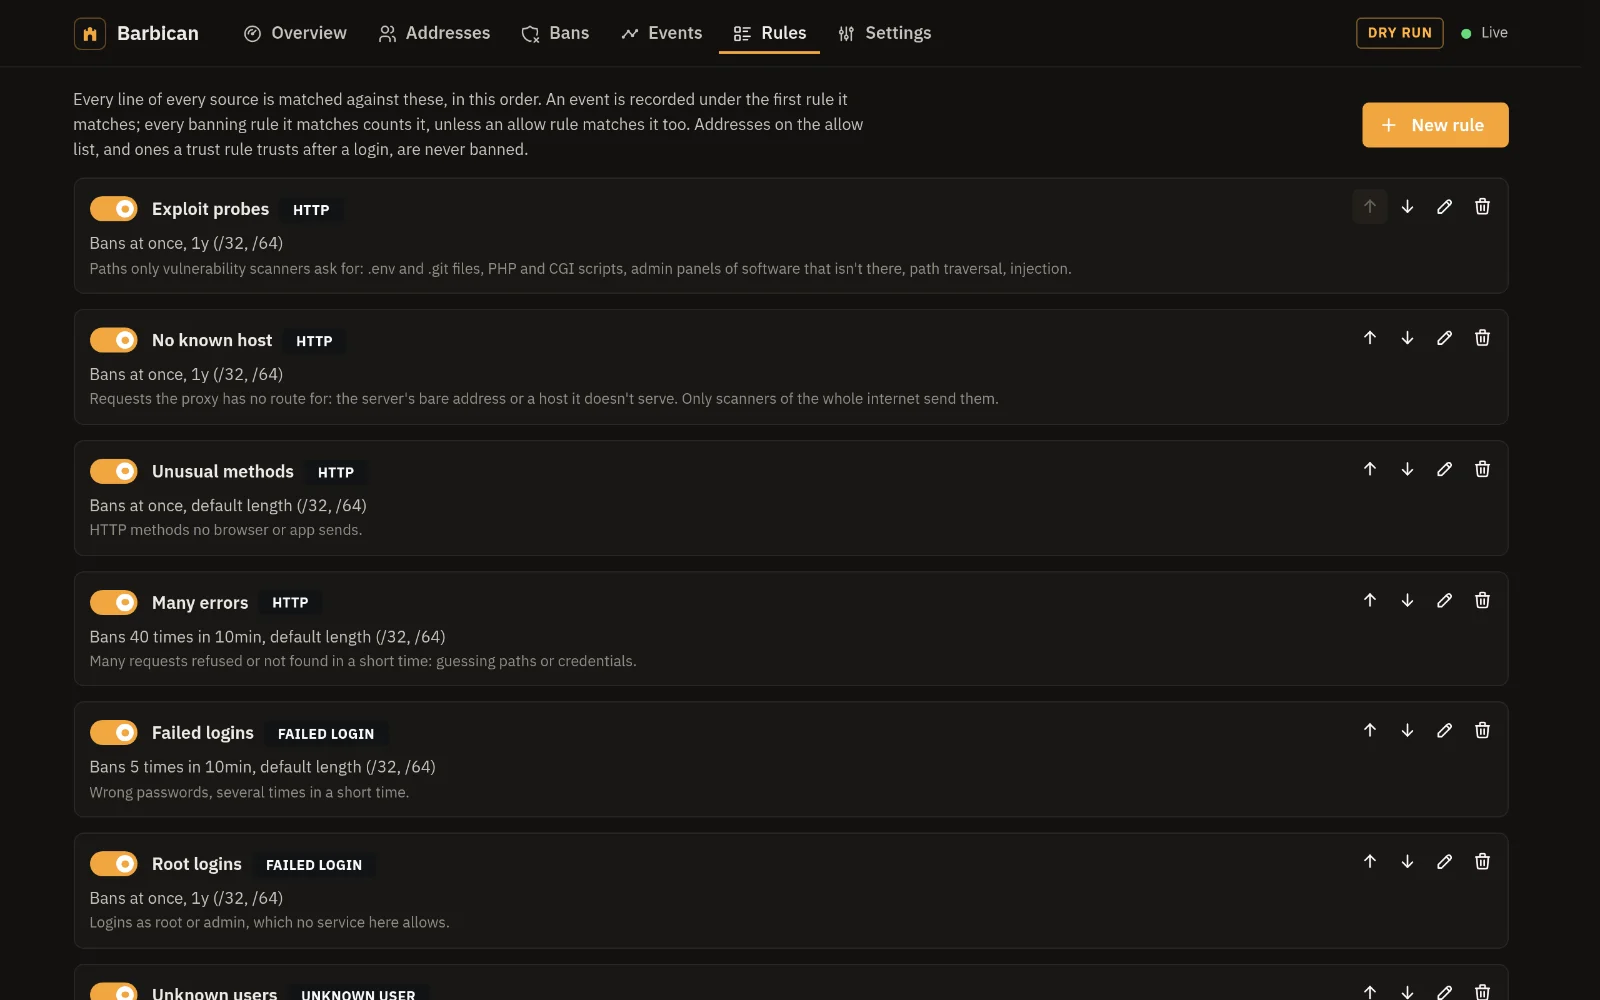 Barbican
Overview
Addresses
Bans
Events
Rules
Settings
DRY RUN
Live
Every line of every source is matched against these, in this order. An event is recorded under the first rule it
matches; every banning rule it matches counts it, unless an allow rule matches it too. Addresses on the allow
list, and ones a trust rule trusts after a login, are never banned.
New rule
Exploit probes HTTP
Bans at once, 1y (/32, /64)
Paths only vulnerability scanners ask for: .env and .git files, PHP and CGI scripts, admin panels of software that isn't there, path traversal, injection.
No known host HTTP
Bans at once, 1y (/32, /64)
Requests the proxy has no route for: the server's bare address or a host it doesn't serve. Only scanners of the whole internet send them.
Unusual methods HTTP
Bans at once, default length (/32, /64)
HTTP methods no browser or app sends.
Many errors HTTP
Bans 40 times in 10min, default length (/32, /64)
Many requests refused or not found in a short time: guessing paths or credentials.
Failed logins FAILED LOGIN
Bans 5 times in 10min, default length (/32, /64)
Wrong passwords, several times in a short time.
Root logins FAILED LOGIN
Bans at once, 1y (/32, /64)
Logins as root or admin, which no service here allows.
Unknown users UNKNOWN USER